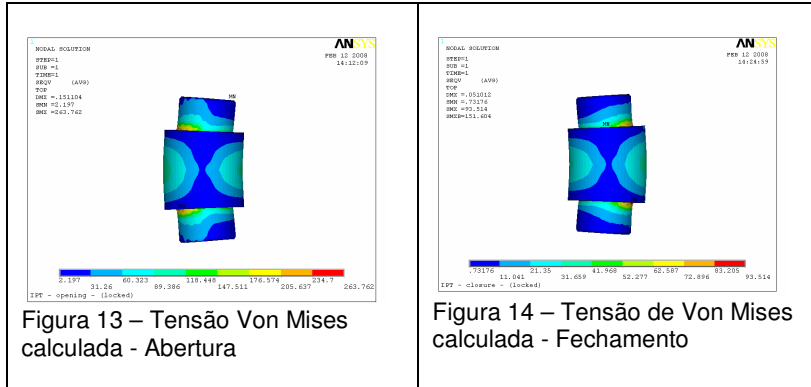 1
ANSYS
NODAL SOLUTION
FEB 12 2008
14:12:09
STEP=1
SUB =1
TIME=1
SEQV (AVG)
TOP
DMX =.151104
SMN =2.197
SMX =263.762
MN
2.197 60.323 118.448 176.574 234.7
31.26 89.386 147.511 205.637 263.762
IPT - opening - (locked)
Figura 13 – Tensão Von Mises
calculada - Abertura
1
ANSYS
NODAL SOLUTION
FEB 12 2008
14:24:59
STEP=1
SUB =1
TIME=1
SEQV (AVG)
TOP
DMX =.051012
SMN =.73176
SMX =93.514
SMXB=151.604
MN
.73176 21.35 41.968 62.587 83.205
11.041 31.659 52.277 72.896 93.514
IPT - closure - (locked)
Figura 14 – Tensão de Von Mises
calculada - Fechamento